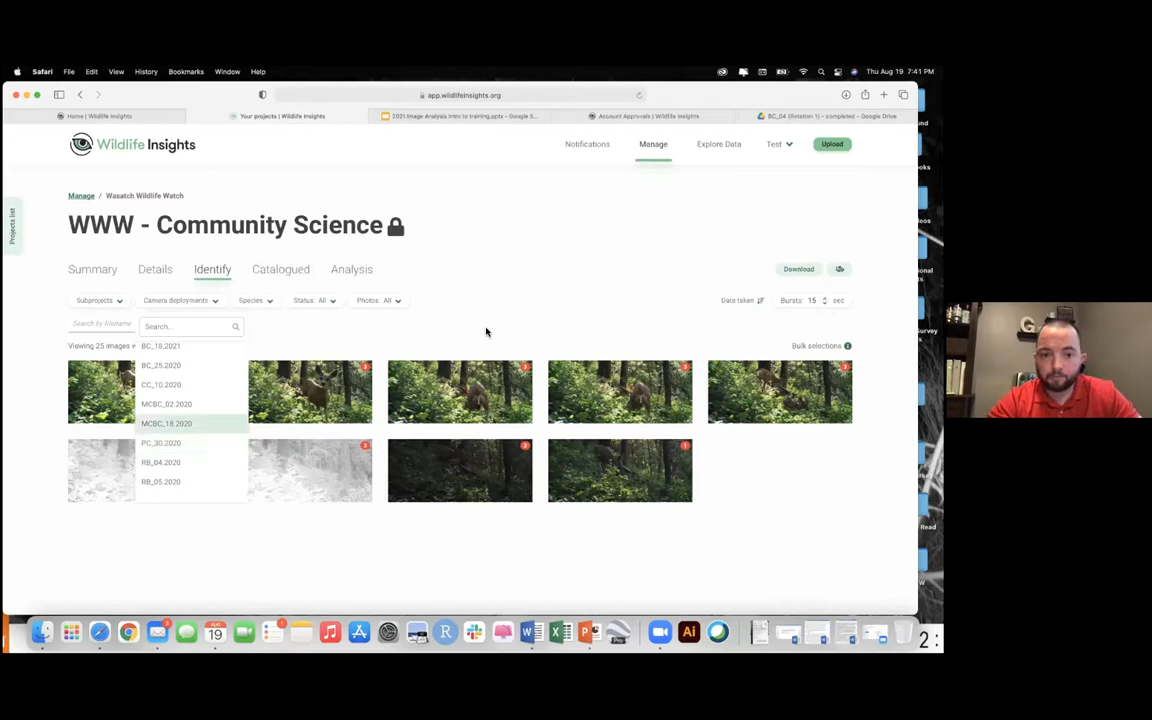 Safari File Edit View History Bookmarks Window Help Thu Aug 19 7:41 PM
app.wildlifeinsights.org
Home | Wildlife Insights Your projects | Wildlife Insights 2021 Image Analysis Intro to training.pptx - Google S... Account Approvals | Wildlife Insights BC_04 (Rotation 1) – completed – Google Drive
Wildlife Insights Notifications Manage Explore Data Test Upload
Manage / Wasatch Wildlife Watch
Projects list
WWW - Community Science
Summary Details Identify Catalogued Analysis Download
Subprojects Camera deployments Species Status: All Photos: All Date taken Bursts: 15 sec
Search by filename Search...
Viewing 25 images BC_18.2021 Bulk selections
BC_25.2020
CC_10.2020
MCBC_02.2020
MCBC_18.2020
PC_30.2020
RB_04.2020
RB_05.2020